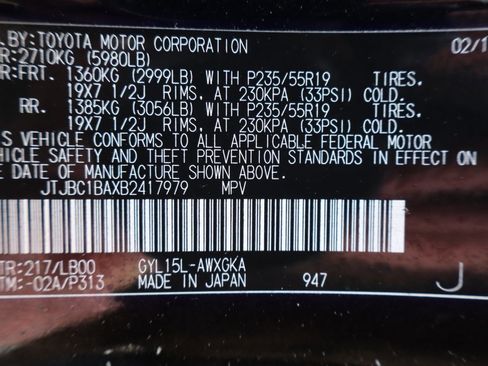 BY:TOYOTA MOTOR CORPORATION 02/1
R:2710KG (5980LB)
R:FRT. 1360KG (2999LB) WITH P235/55R19 TIRES.
19X7 1/2J RIMS, AT 230KPA (33PSI) COLD.
RR. 1385KG (3056LB) WITH P235/55R19 TIRES.
19X7 1/2J RIMS, AT 230KPA (33PSI) COLD.
IS VEHICLE CONFORMS TO ALL APPLICABLE FEDERAL MOTOR
HICLE SAFETY AND THEFT PREVENTION STANDARDS IN EFFECT ON
E DATE OF MANUFACTURE SHOWN ABOVE.
JTJBC1BAXB2417979 MPV
TR:217/LB00 GYL15L-AWXGKA
TM:-02A/P313 MADE IN JAPAN 947 J